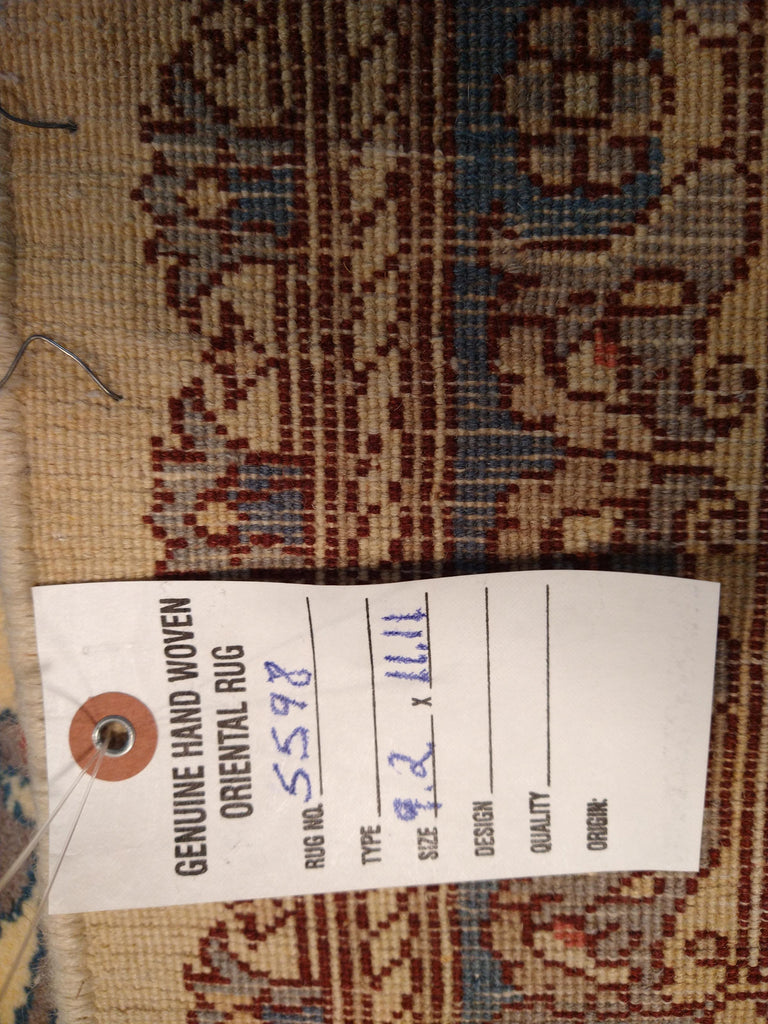 GENUINE HAND WOVEN
ORIENTAL RUG
RUG NO. 5598
TYPE
SIZE 9.2 X 11.11
DESIGN
QUALITY
ORIGIN: